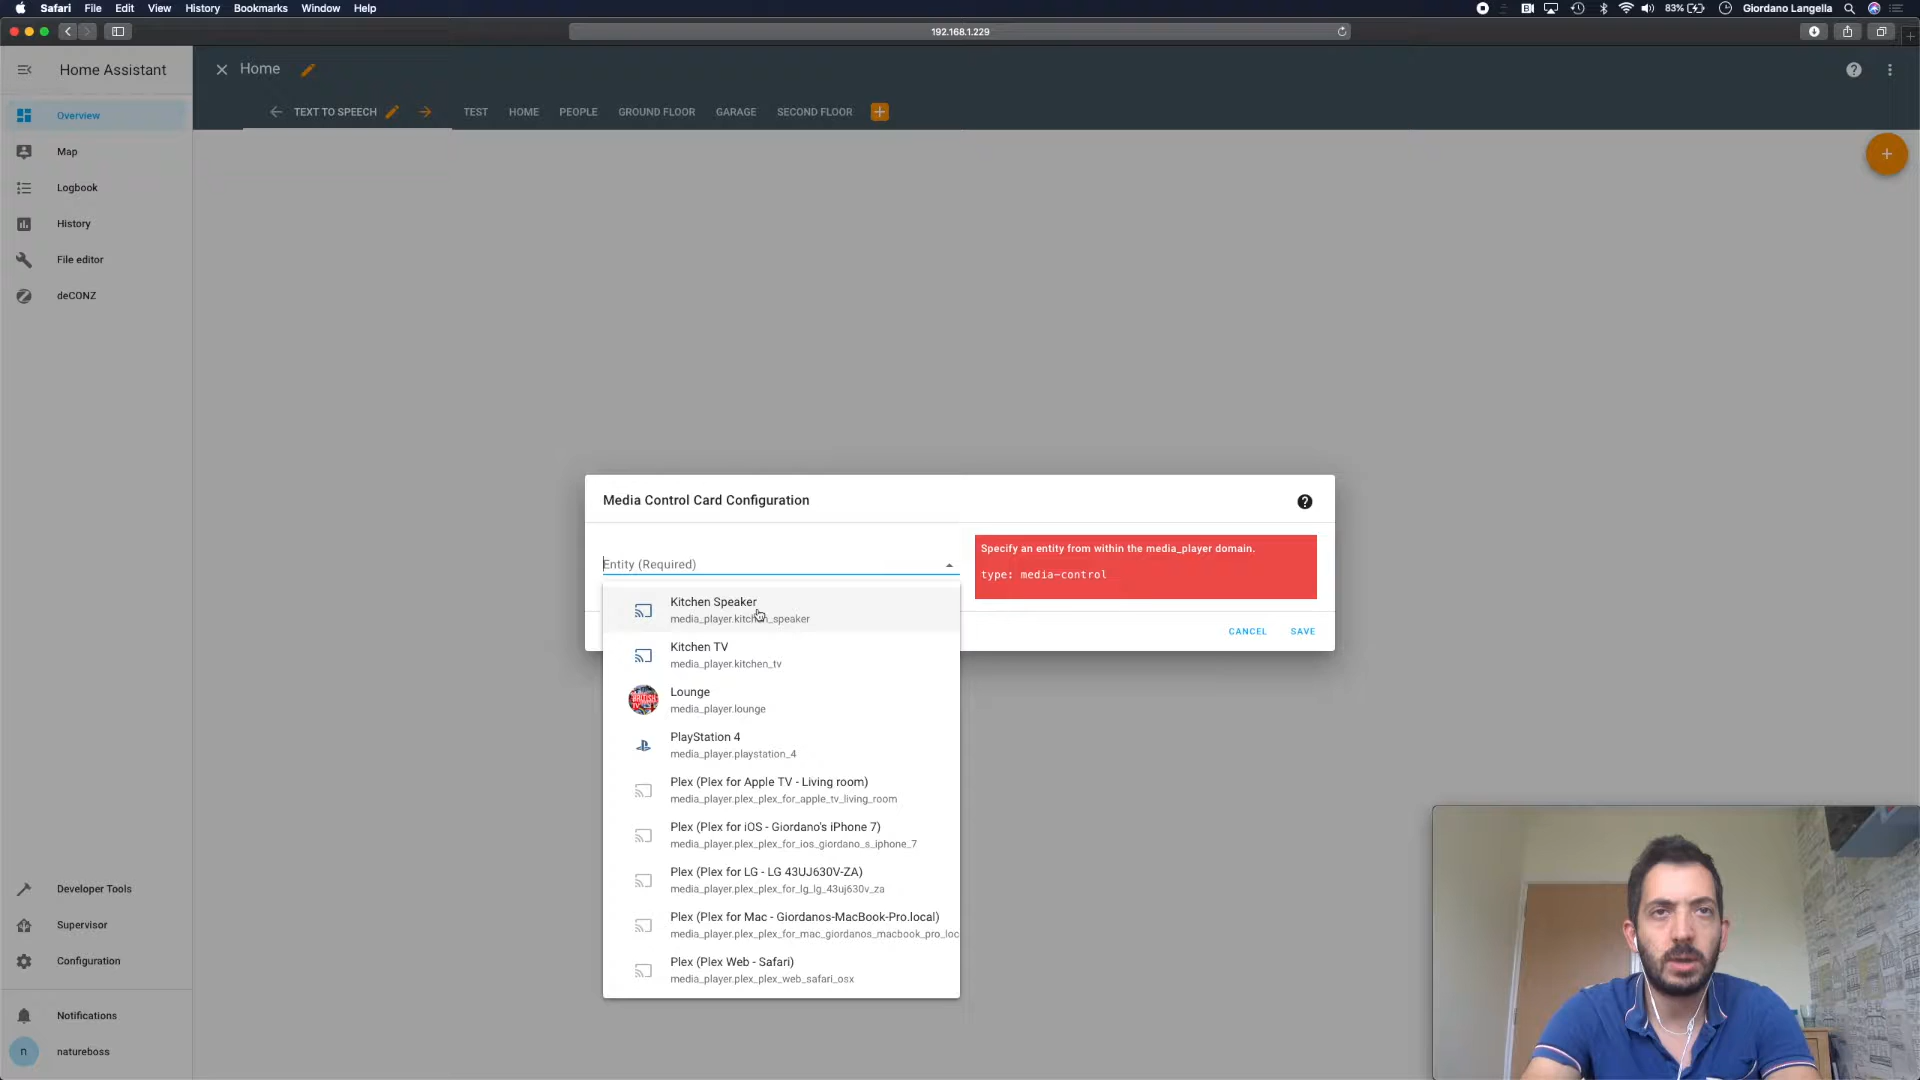 Safari File Edit View History Bookmarks Window Help
83% Giordano Langella
192.168.1.229
Home Assistant
Home
TEXT TO SPEECH TEST HOME PEOPLE GROUND FLOOR GARAGE SECOND FLOOR
Overview
Map
Logbook
History
File editor
deCONZ
Media Control Card Configuration
Entity (Required)
Specify an entity from within the media_player domain.
type: media-control
CANCEL SAVE
Kitchen Speaker
media_player.kitchen_speaker
Kitchen TV
media_player.kitchen_tv
Lounge
media_player.lounge
PlayStation 4
media_player.playstation_4
Plex (Plex for Apple TV - Living room)
media_player.plex_plex_for_apple_tv_living_room
Plex (Plex for iOS - Giordano's iPhone 7)
media_player.plex_plex_for_ios_giordano_s_iphone_7
Plex (Plex for LG - LG 43UJ630V-ZA)
media_player.plex_plex_for_lg_lg_43uj630v_za
Plex (Plex for Mac - Giordanos-MacBook-Pro.local)
media_player.plex_plex_for_mac_giordanos_macbook_pro_loc
Plex (Plex Web - Safari)
media_player.plex_plex_web_safari_osx
Developer Tools
Supervisor
Configuration
Notifications
n natureboss